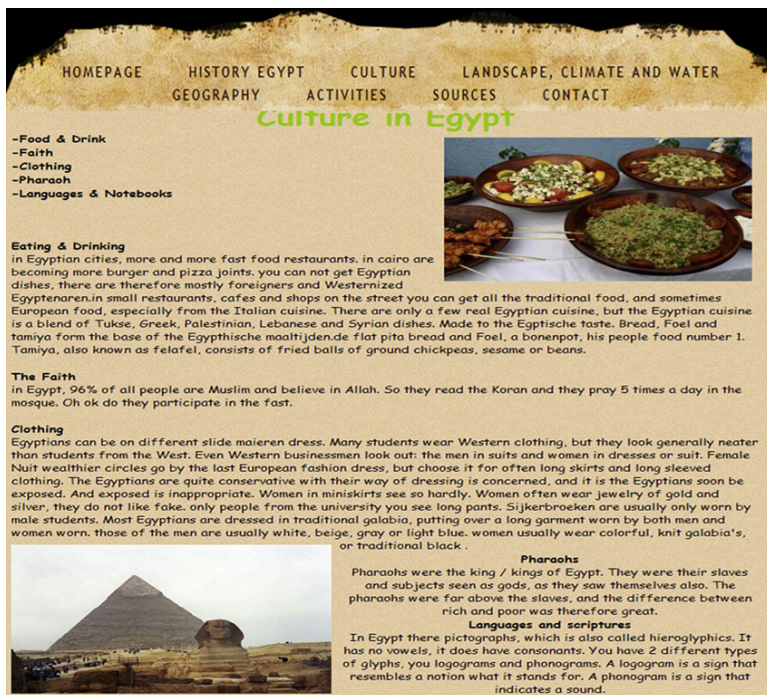 HOMEPAGE HISTORY EGYPT CULTURE LANDSCAPE, CLIMATE AND WATER
GEOGRAPHY ACTIVITIES SOURCES CONTACT
Culture in Egypt
-Food & Drink
-Faith
-Clothing
-Pharaoh
-Languages & Notebooks
Eating & Drinking
in Egyptian cities, more and more fast food restaurants. in cairo are
becoming more burger and pizza joints. you can not get Egyptian
dishes, there are therefore mostly foreigners and Westernized
Egyptenaren.in small restaurants, cafes and shops on the street you can get all the traditional food, and sometimes
European food, especially from the Italian cuisine. There are only a few real Egyptian cuisine, but the Egyptian cuisine
is a blend of Tukse, Greek, Palestinian, Lebanese and Syrian dishes. Made to the Egptische taste. Bread, Foel and
tamiya form the base of the Egypthische maaltijden.de flat pita bread and Foel, a bonenpot, his people food number 1.
Tamiya, also known as felafel, consists of fried balls of ground chickpeas, sesame or beans.
The Faith
in Egypt, 96% of all people are Muslim and believe in Allah. So they read the Koran and they pray 5 times a day in the
mosque. Oh ok do they participate in the fast.
Clothing
Egyptians can be on different slide maieren dress. Many students wear Western clothing, but they look generally neater
than students from the West. Even Western businessmen look out: the men in suits and women in dresses or suit. Female
Nuit wealthier circles go by the last European fashion dress, but choose it for often long skirts and long sleeved
clothing. The Egyptians are quite conservative with their way of dressing is concerned, and it is the Egyptians soon be
exposed. And exposed is inappropriate. Women in miniskirts see so hardly. Women often wear jewelry of gold and
silver, they do not like fake. only people from the university you see long pants. Sijkerbroeken are usually only worn by
male students. Most Egyptians are dressed in traditional galabia, putting over a long garment worn by both men and
women worn. those of the men are usually white, beige, gray or light blue. women usually wear colorful, knit galabia's,
or traditional black .
Pharaohs
Pharaohs were the king / kings of Egypt. They were their slaves
and subjects seen as gods, as they saw themselves also. The
pharaohs were far above the slaves, and the difference between
rich and poor was therefore great.
Languages and scriptures
In Egypt there pictographs, which is also called hieroglyphics. It
has no vowels, it does have consonants. You have 2 different types
of glyphs, you logograms and phonograms. A logogram is a sign that
resembles a notion what it stands for. A phonogram is a sign that
indicates a sound.